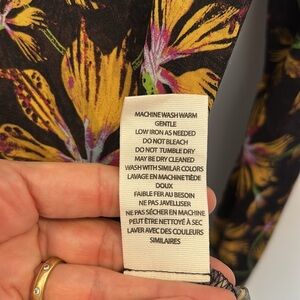 MACHINE WASH WARM
GENTLE
LOW IRON AS NEEDED
DO NOT BLEACH
DO NOT TUMBLE DRY
MAY BE DRY CLEANED
WASH WITH SIMILAR COLORS
LAVAGE EN MACHINE TIÈDE
DOUX
FAIBLE FER AU BESOIN
NE PAS JAVELLISER
NE PAS SÉCHER EN MACHINE
PEUT ÊTRE NETTOYÉ À SEC
LAVER AVEC DES COULEURS
SIMILAIRES